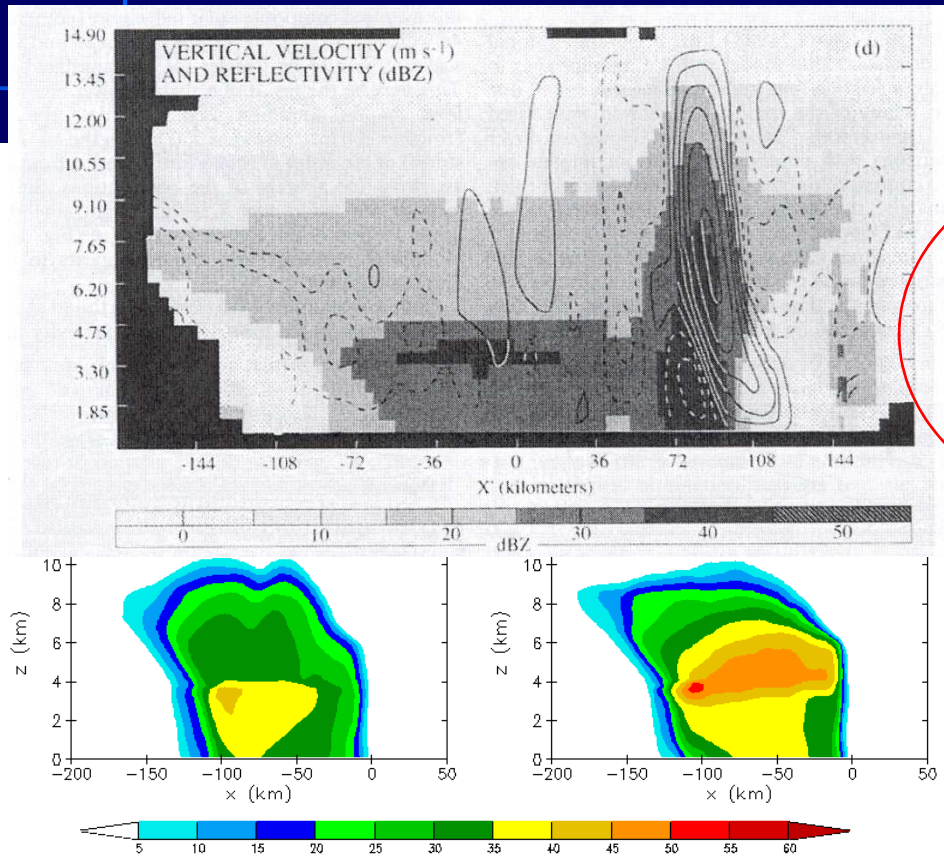 VERTICAL VELOCITY (m s⁻¹)
AND REFLECTIVITY (dBZ)
(d)
14.90
13.45
12.00
10.55
9.10
7.65
6.20
4.75
3.30
1.85
-144 -108 -72 -36 0 36 72 108 144
X' (kilometers)
0 10 20 30 40 50
dBZ
z (km)
10
8
6
4
2
0
−200 −150 −100 −50 0 50
x (km)
z (km)
10
8
6
4
2
0
−200 −150 −100 −50 0 50
x (km)
5 10 15 20 25 30 35 40 45 50 55 60